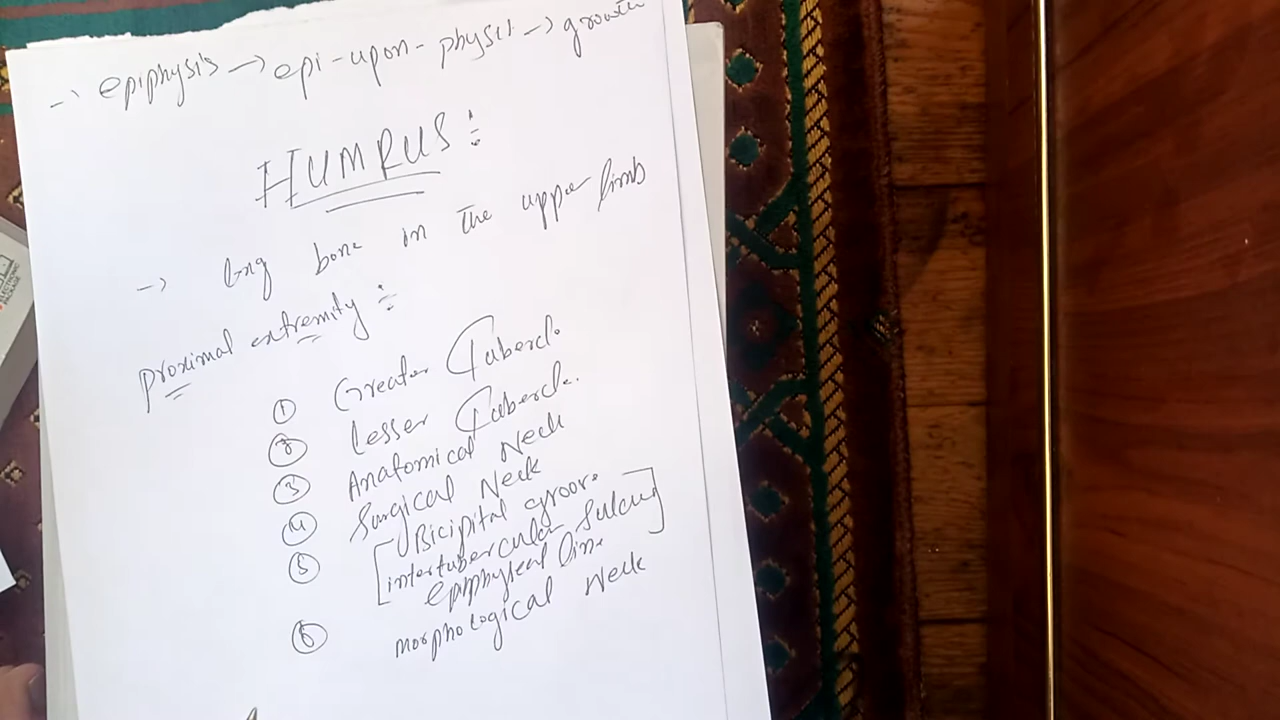 -> epiphysis -> epi-upon-physis -> growth
HUMRUS:
-> long bone in the upper limb
proximal extremity:
① Greater Tubercle
② lesser Tubercle.
③ Anatomical Neck
④ Surgical Neck
⑤ [Bicipital groove
intertubercular Sulcus]
epiphyseal line
⑥ morphological Neck